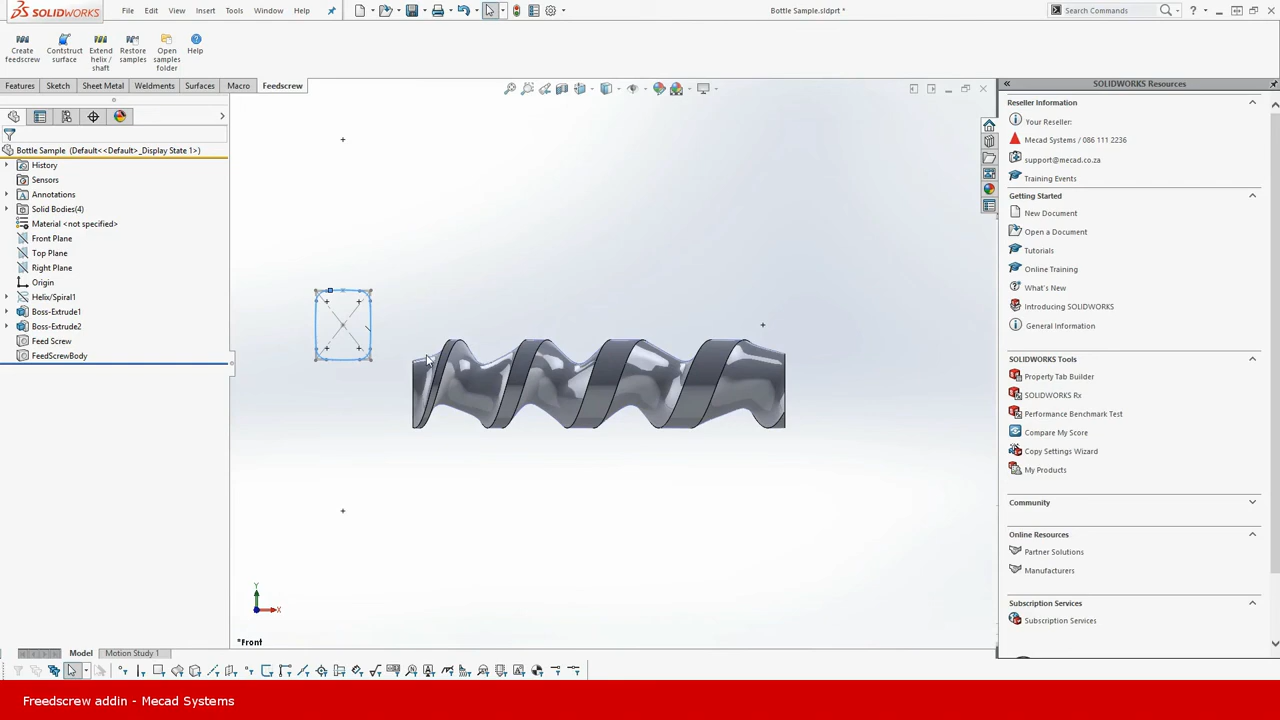 SOLIDWORKS
File Edit View Insert Tools Window Help
Bottle Sample.sldprt *
Search Commands
Create feedscrew
Contstruct surface
Extend helix / shaft
Restore samples
Open samples folder
Help
Features Sketch Sheet Metal Weldments Surfaces Macro Feedscrew
SOLIDWORKS Resources
Bottle Sample (Default<<Default>_Display State 1>)
History
Sensors
Annotations
Solid Bodies(4)
Material <not specified>
Front Plane
Top Plane
Right Plane
Origin
Helix/Spiral1
Boss-Extrude1
Boss-Extrude2
Feed Screw
FeedScrewBody
Y
X
*Front
Reseller Information
Your Reseller:
Mecad Systems / 086 111 2236
support@mecad.co.za
Training Events
Getting Started
New Document
Open a Document
Tutorials
Online Training
What's New
Introducing SOLIDWORKS
General Information
SOLIDWORKS Tools
Property Tab Builder
SOLIDWORKS Rx
Performance Benchmark Test
Compare My Score
Copy Settings Wizard
My Products
Community
Online Resources
Partner Solutions
Manufacturers
Subscription Services
Subscription Services
Model Motion Study 1
Freedscrew addin - Mecad Systems